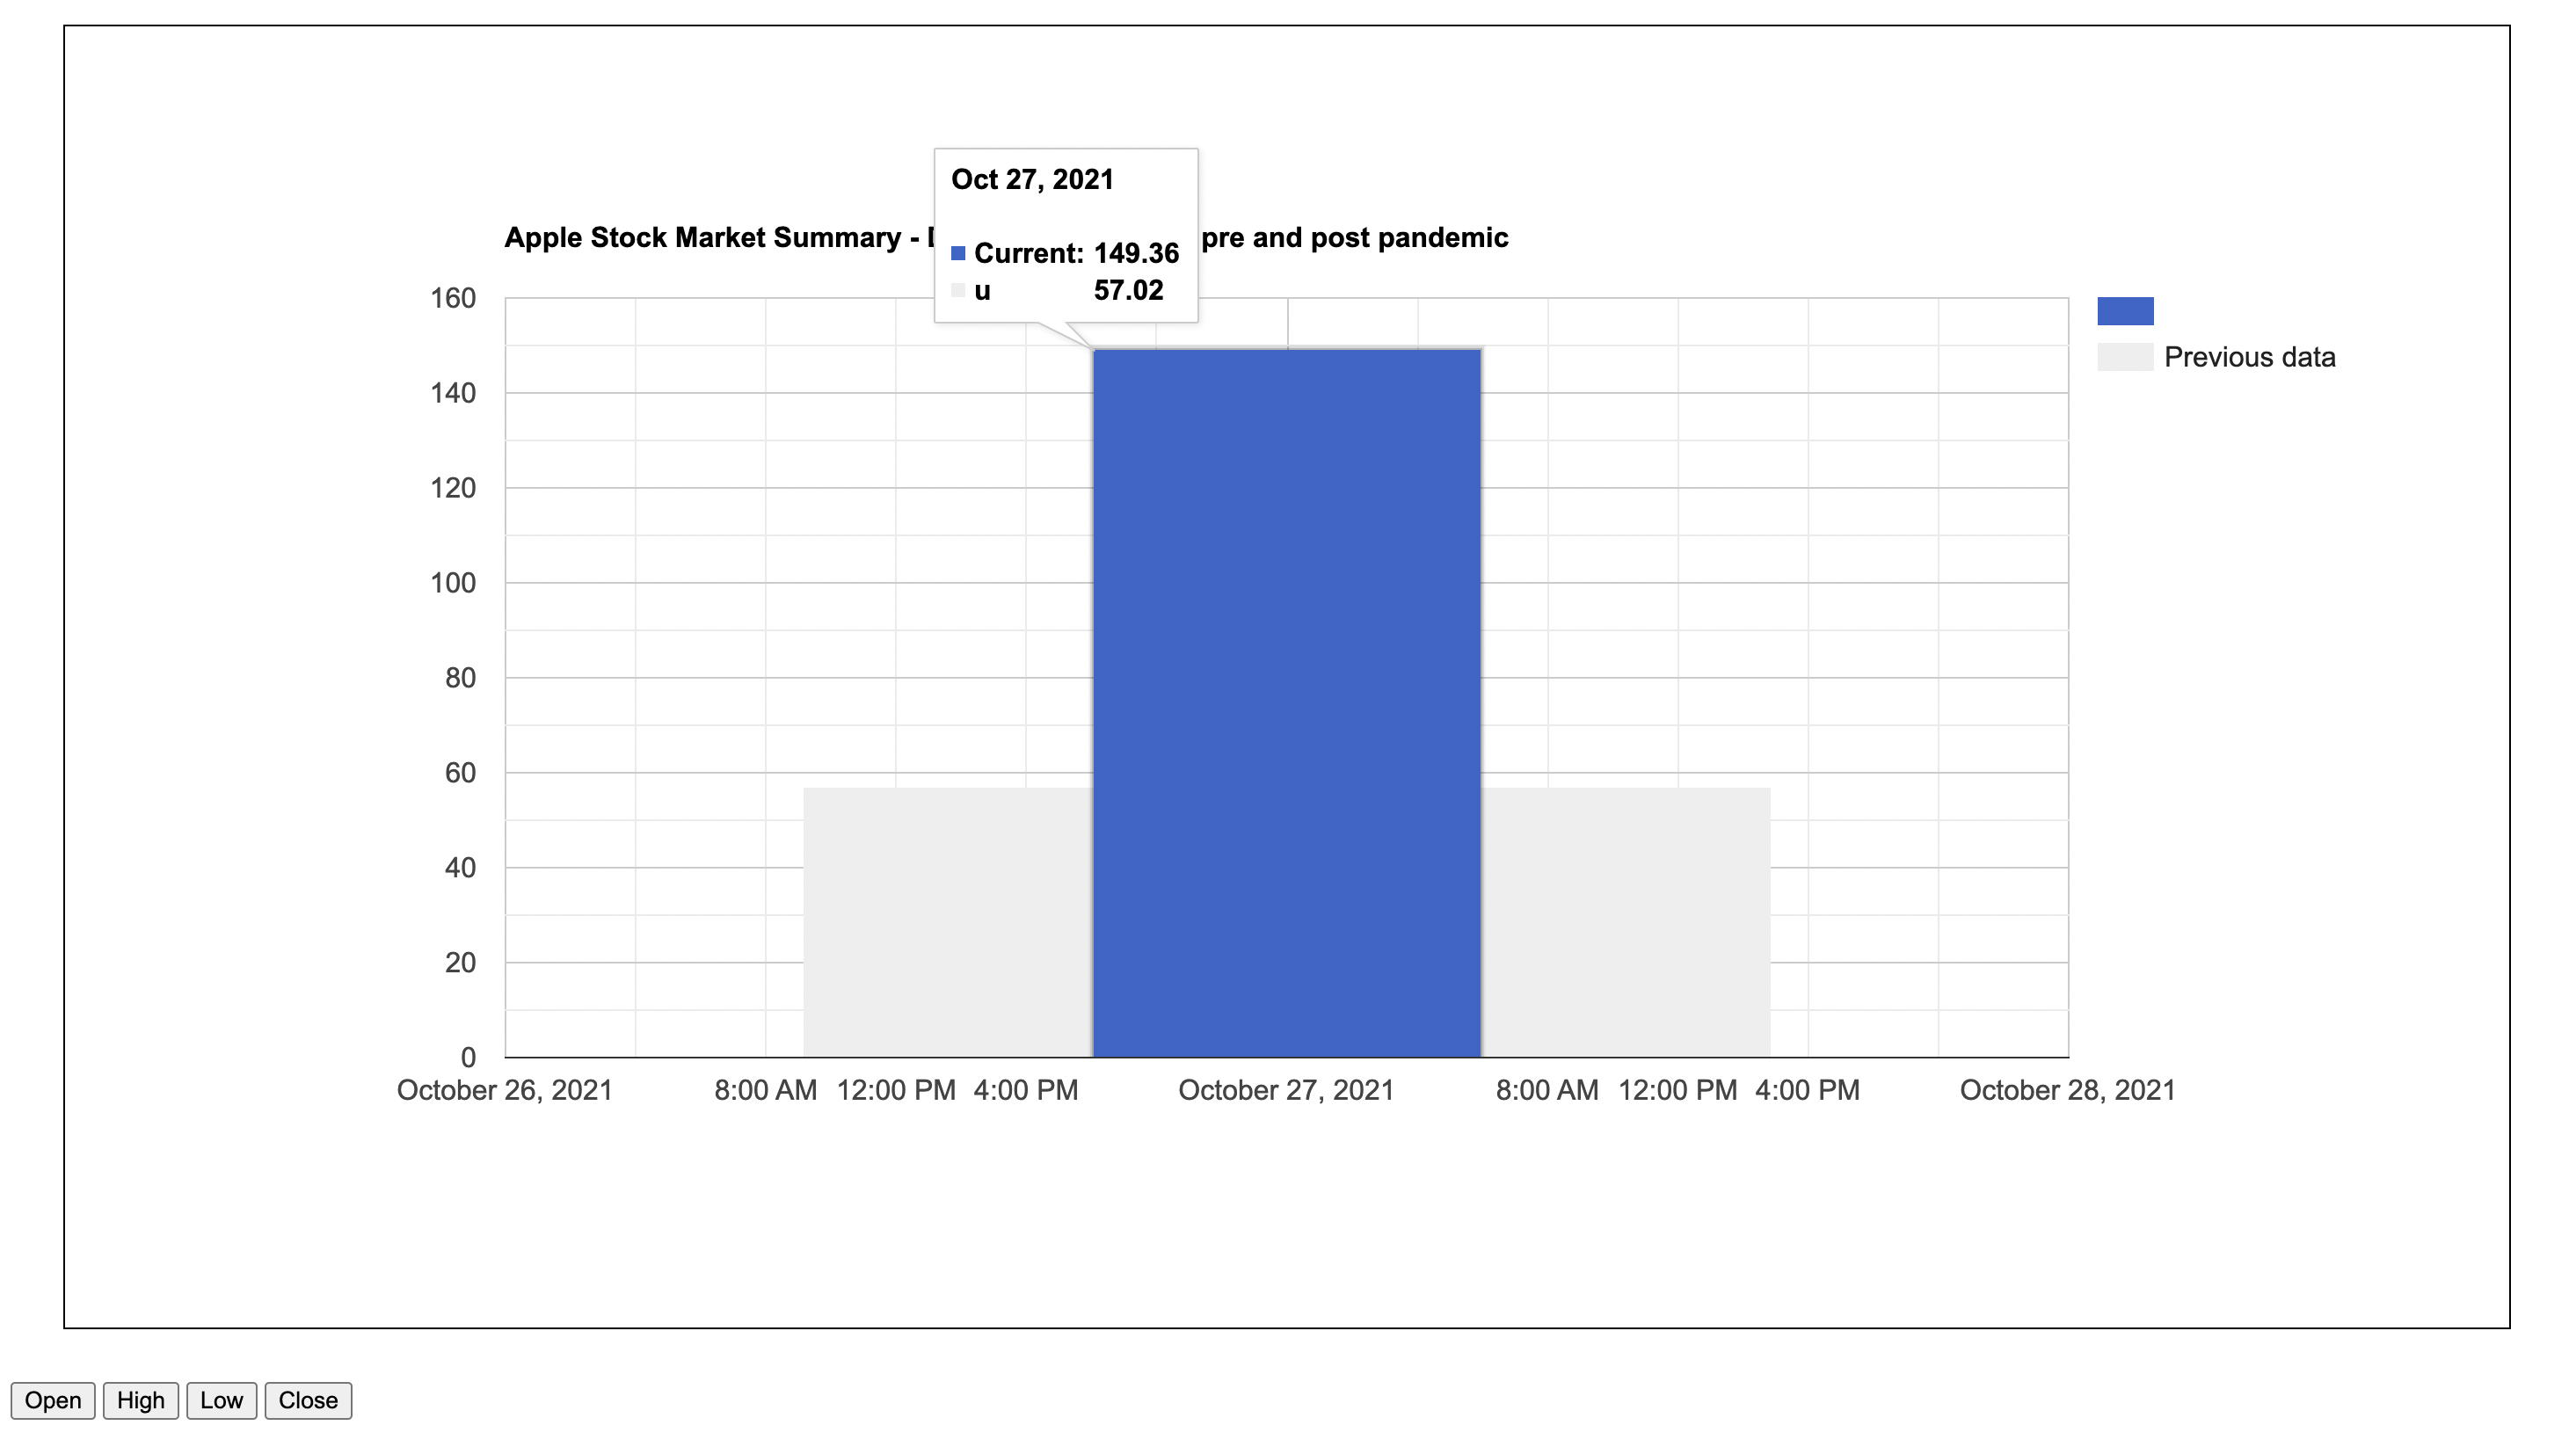 Oct 27, 2021
Apple Stock Market Summary - pre and post pandemic
Current: 149.36
u 57.02
160
140
120
100
80
60
40
20
0
Previous data
October 26, 2021 8:00 AM 12:00 PM 4:00 PM October 27, 2021 8:00 AM 12:00 PM 4:00 PM October 28, 2021
Open High Low Close